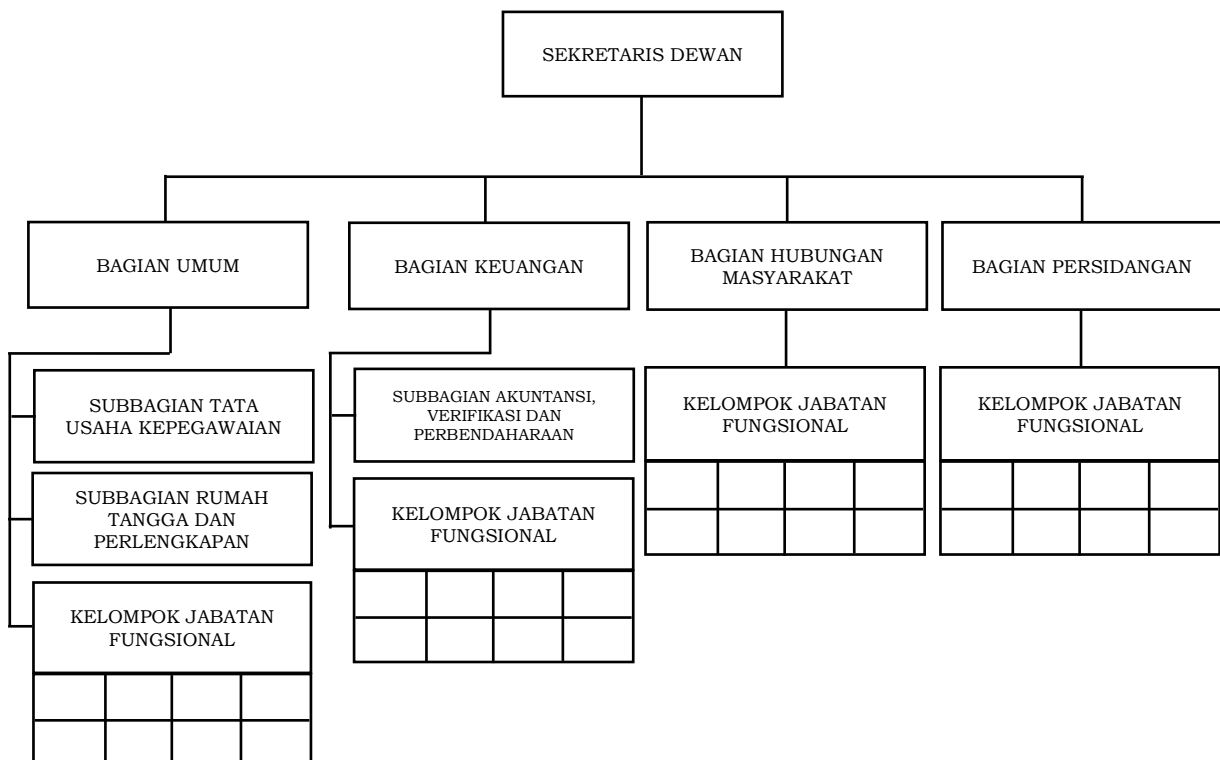 SEKRETARIS DEWAN
BAGIAN UMUM
BAGIAN KEUANGAN
BAGIAN HUBUNGAN
MASYARAKAT
BAGIAN PERSIDANGAN
SUBBAGIAN TATA
USAHA KEPEGAWAIAN
SUBBAGIAN RUMAH
TANGGA DAN
PERLENGKAPAN
KELOMPOK JABATAN
FUNGSIONAL
SUBBAGIAN AKUNTANSI,
VERIFIKASI DAN
PERBENDAHARAAN
KELOMPOK JABATAN
FUNGSIONAL
KELOMPOK JABATAN
FUNGSIONAL
KELOMPOK JABATAN
FUNGSIONAL